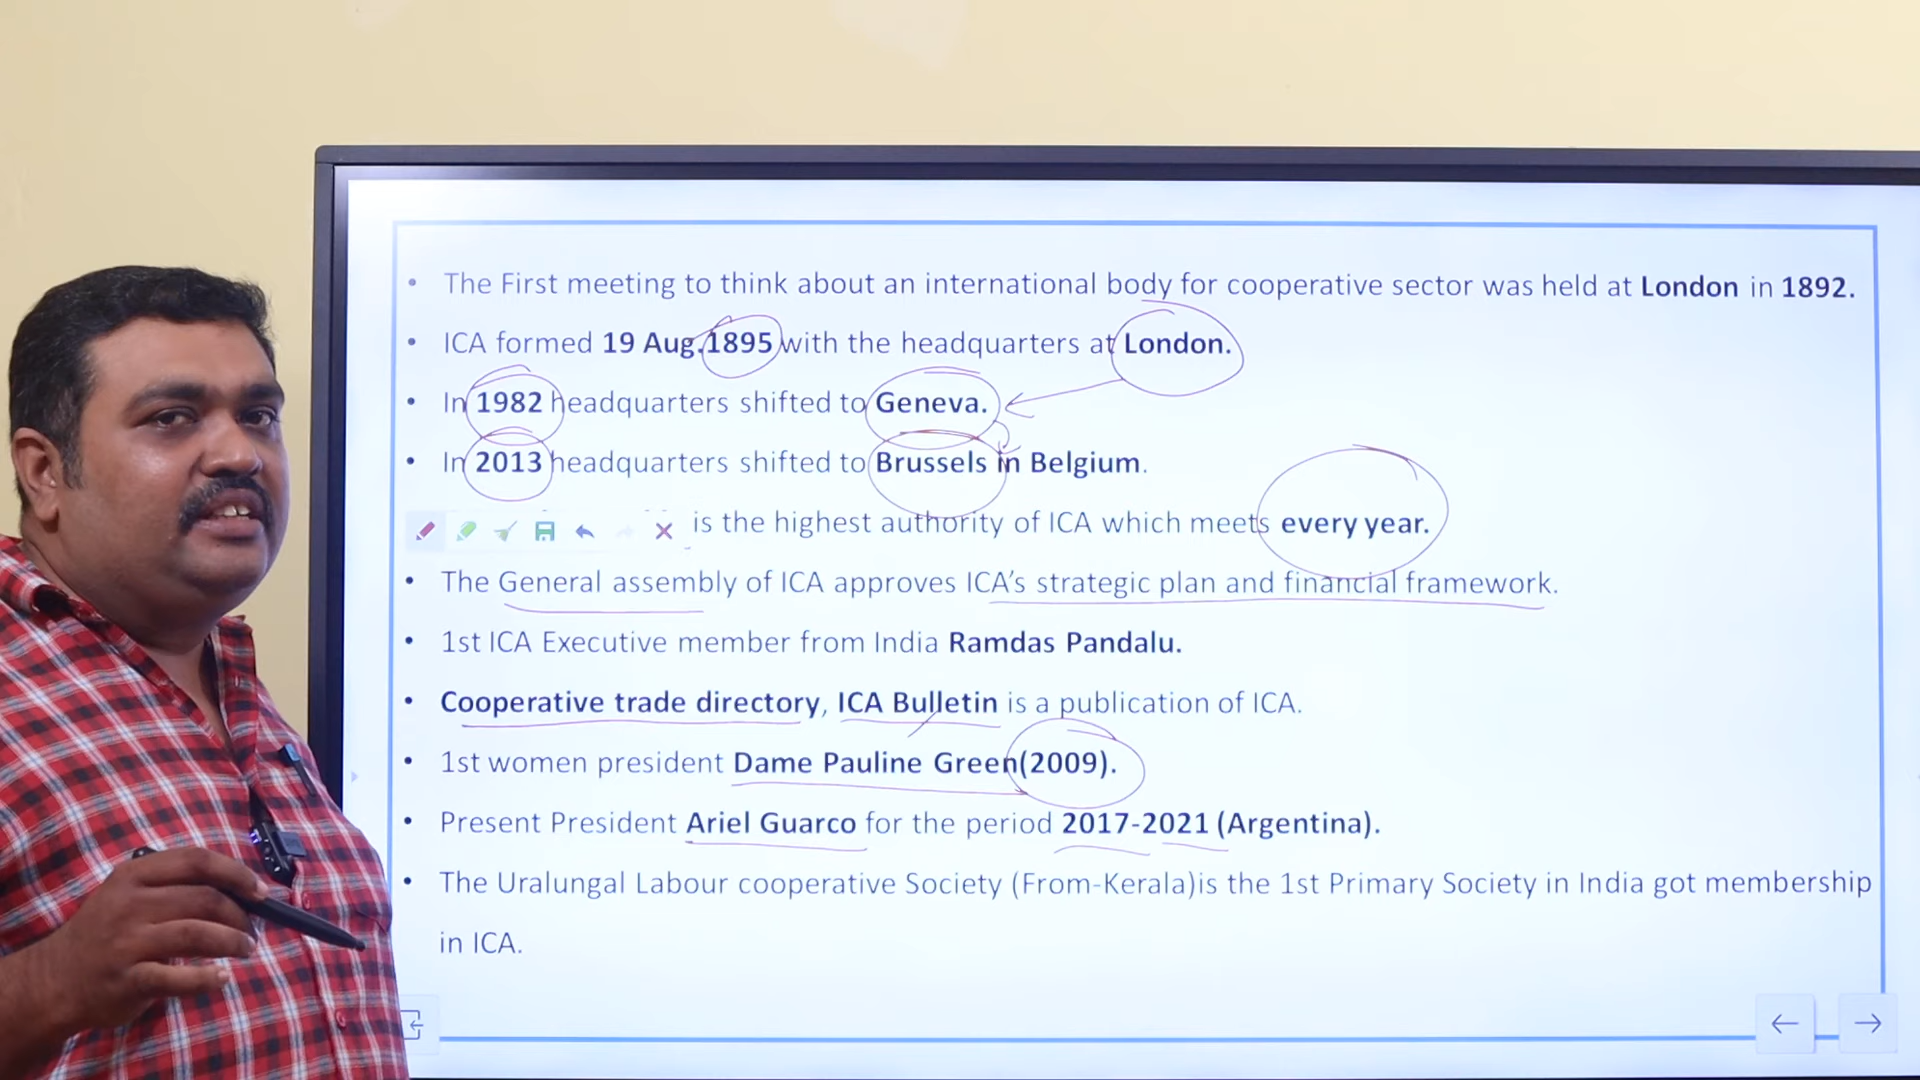 • The First meeting to think about an international body for cooperative sector was held at London in 1892.
• ICA formed 19 Aug.1895 with the headquarters at London.
• In 1982 headquarters shifted to Geneva.
• In 2013 headquarters shifted to Brussels in Belgium.
is the highest authority of ICA which meets every year.
• The General assembly of ICA approves ICA’s strategic plan and financial framework.
• 1st ICA Executive member from India Ramdas Pandalu.
• Cooperative trade directory, ICA Bulletin is a publication of ICA.
• 1st women president Dame Pauline Green(2009).
• Present President Ariel Guarco for the period 2017-2021 (Argentina).
• The Uralungal Labour cooperative Society (From-Kerala)is the 1st Primary Society in India got membership
in ICA.